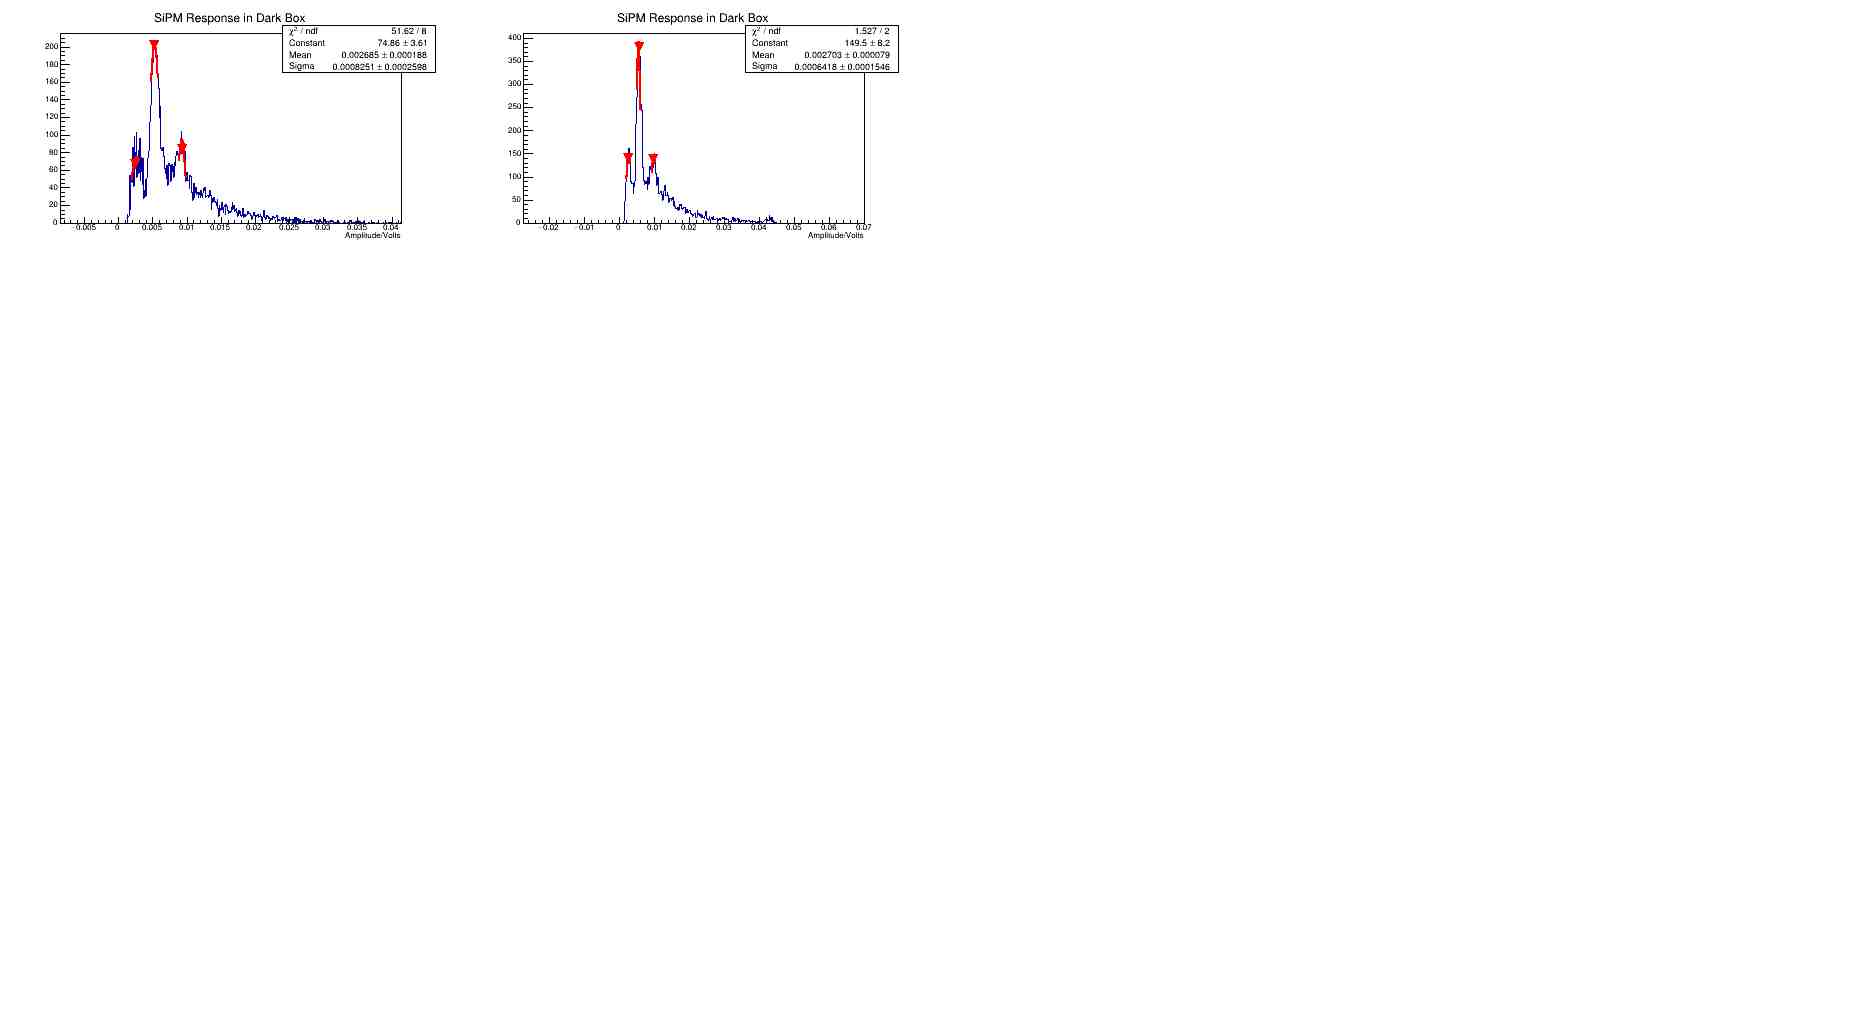 SiPM Response in Dark Box
χ² / ndf 51.62 / 8
Constant 74.86 ± 3.61
Mean 0.002685 ± 0.000188
Sigma 0.0008251 ± 0.0002598
200
180
160
140
120
100
80
60
40
20
0
−0.005 0 0.005 0.01 0.015 0.02 0.025 0.03 0.035 0.04
Amplitude/Volts
SiPM Response in Dark Box
χ² / ndf 1.527 / 2
Constant 149.5 ± 8.2
Mean 0.002703 ± 0.000079
Sigma 0.0006418 ± 0.0001546
400
350
300
250
200
150
100
50
0
−0.02 −0.01 0 0.01 0.02 0.03 0.04 0.05 0.06 0.07
Amplitude/Volts